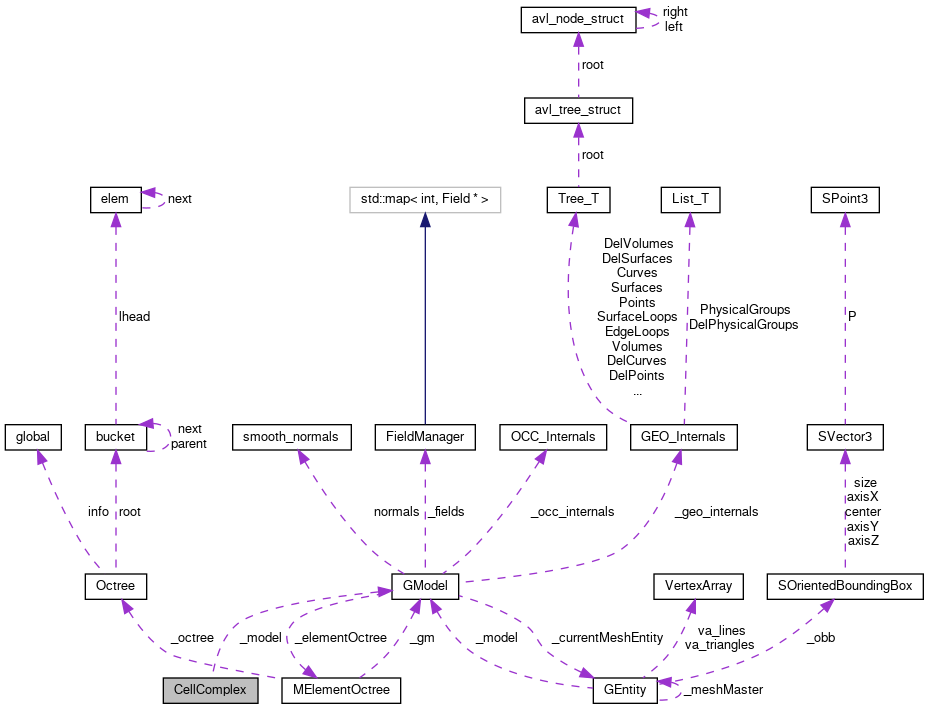 avl_node_struct
right
left
root
avl_tree_struct
root
elem
next
std::map< int, Field * >
Tree_T
List_T
SPoint3
DelVolumes
DelSurfaces
Curves
Surfaces
Points
SurfaceLoops
EdgeLoops
Volumes
DelCurves
DelPoints
...
lhead
PhysicalGroups
DelPhysicalGroups
P
global
bucket
next
parent
smooth_normals
FieldManager
OCC_Internals
GEO_Internals
SVector3
info
root
normals
_fields
_occ_internals
_geo_internals
size
axisX
center
axisY
axisZ
Octree
GModel
VertexArray
SOrientedBoundingBox
_octree
_model
_elementOctree
_gm
_model
_currentMeshEntity
va_lines
va_triangles
_obb
CellComplex
MElementOctree
GEntity
_meshMaster